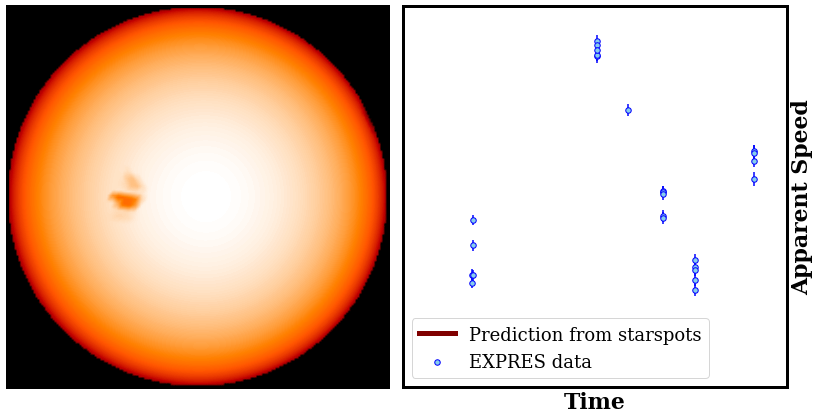 Apparent Speed
Prediction from starspots
EXPRES data
Time